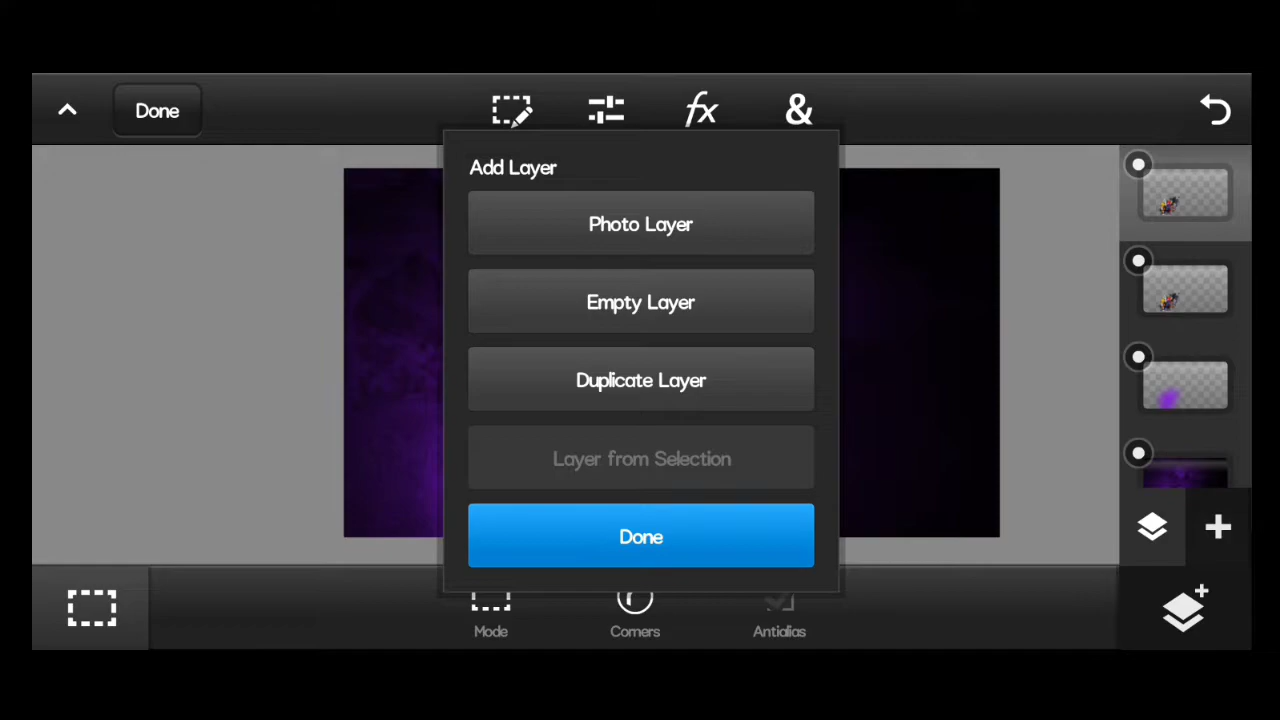 Done
fx
&
Add Layer
Photo Layer
Empty Layer
Duplicate Layer
Layer from Selection
Done
Mode
Corners
Antialias